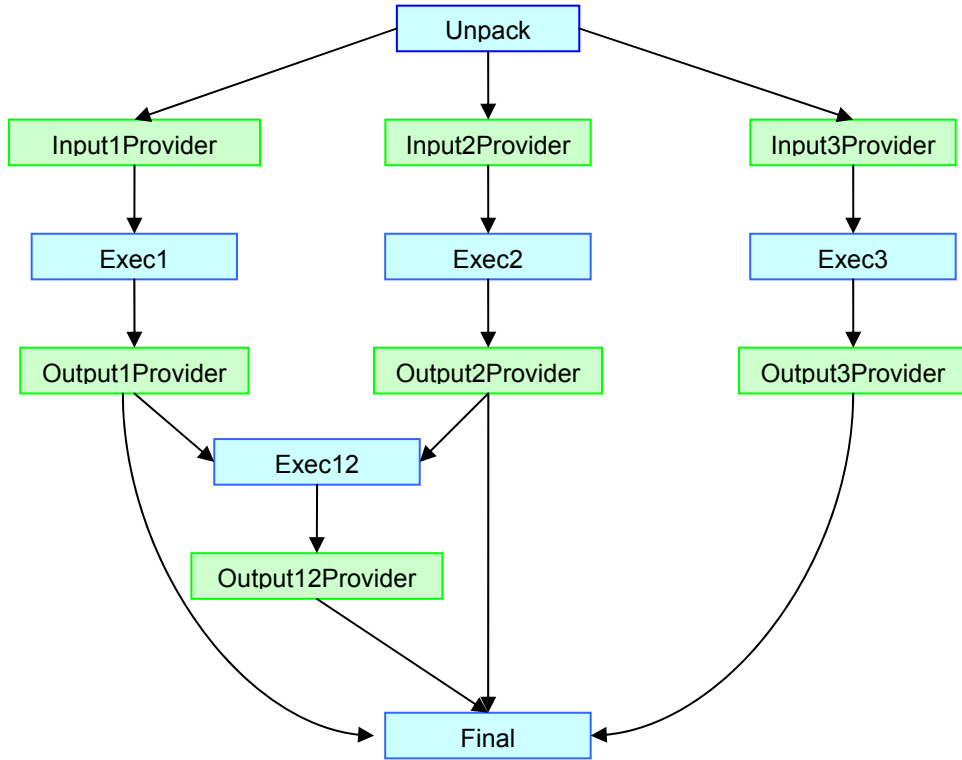 Unpack
Input1Provider
Input2Provider
Input3Provider
Exec1
Exec2
Exec3
Output1Provider
Output2Provider
Output3Provider
Exec12
Output12Provider
Final